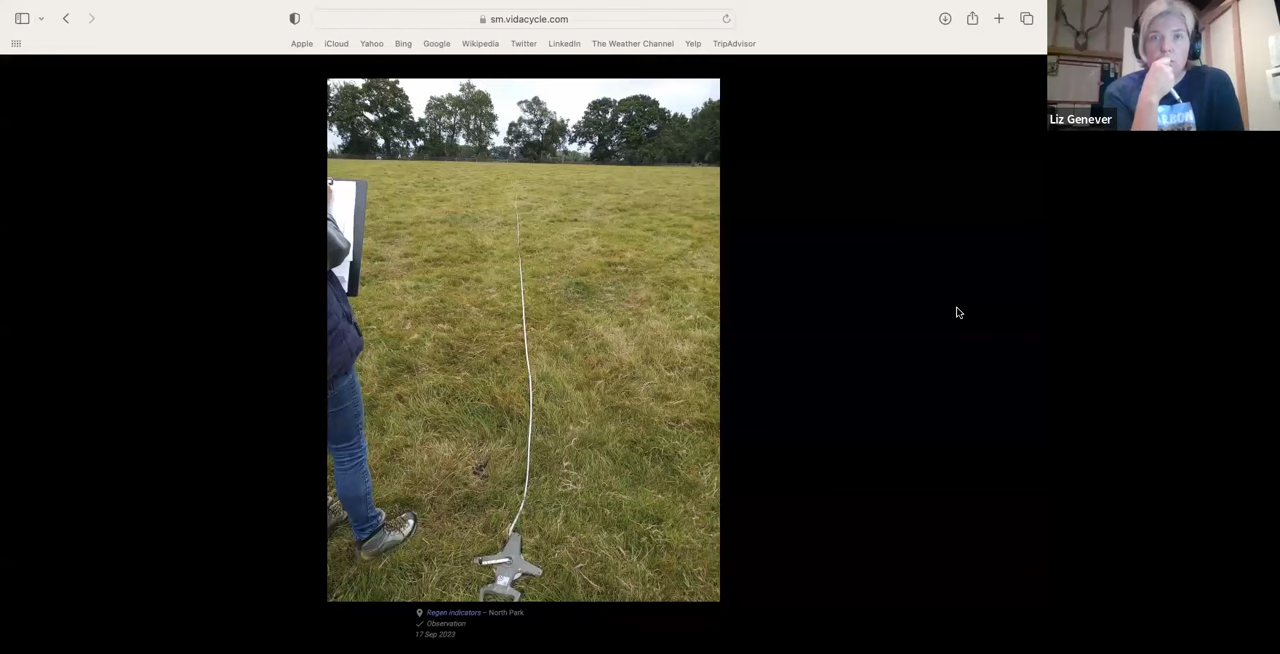 sm.vidacycle.com
Apple iCloud Yahoo Bing Google Wikipedia Twitter LinkedIn The Weather Channel Yelp TripAdvisor
Liz Genever
Regen indicators – North Park
Observation
17 Sep 2023